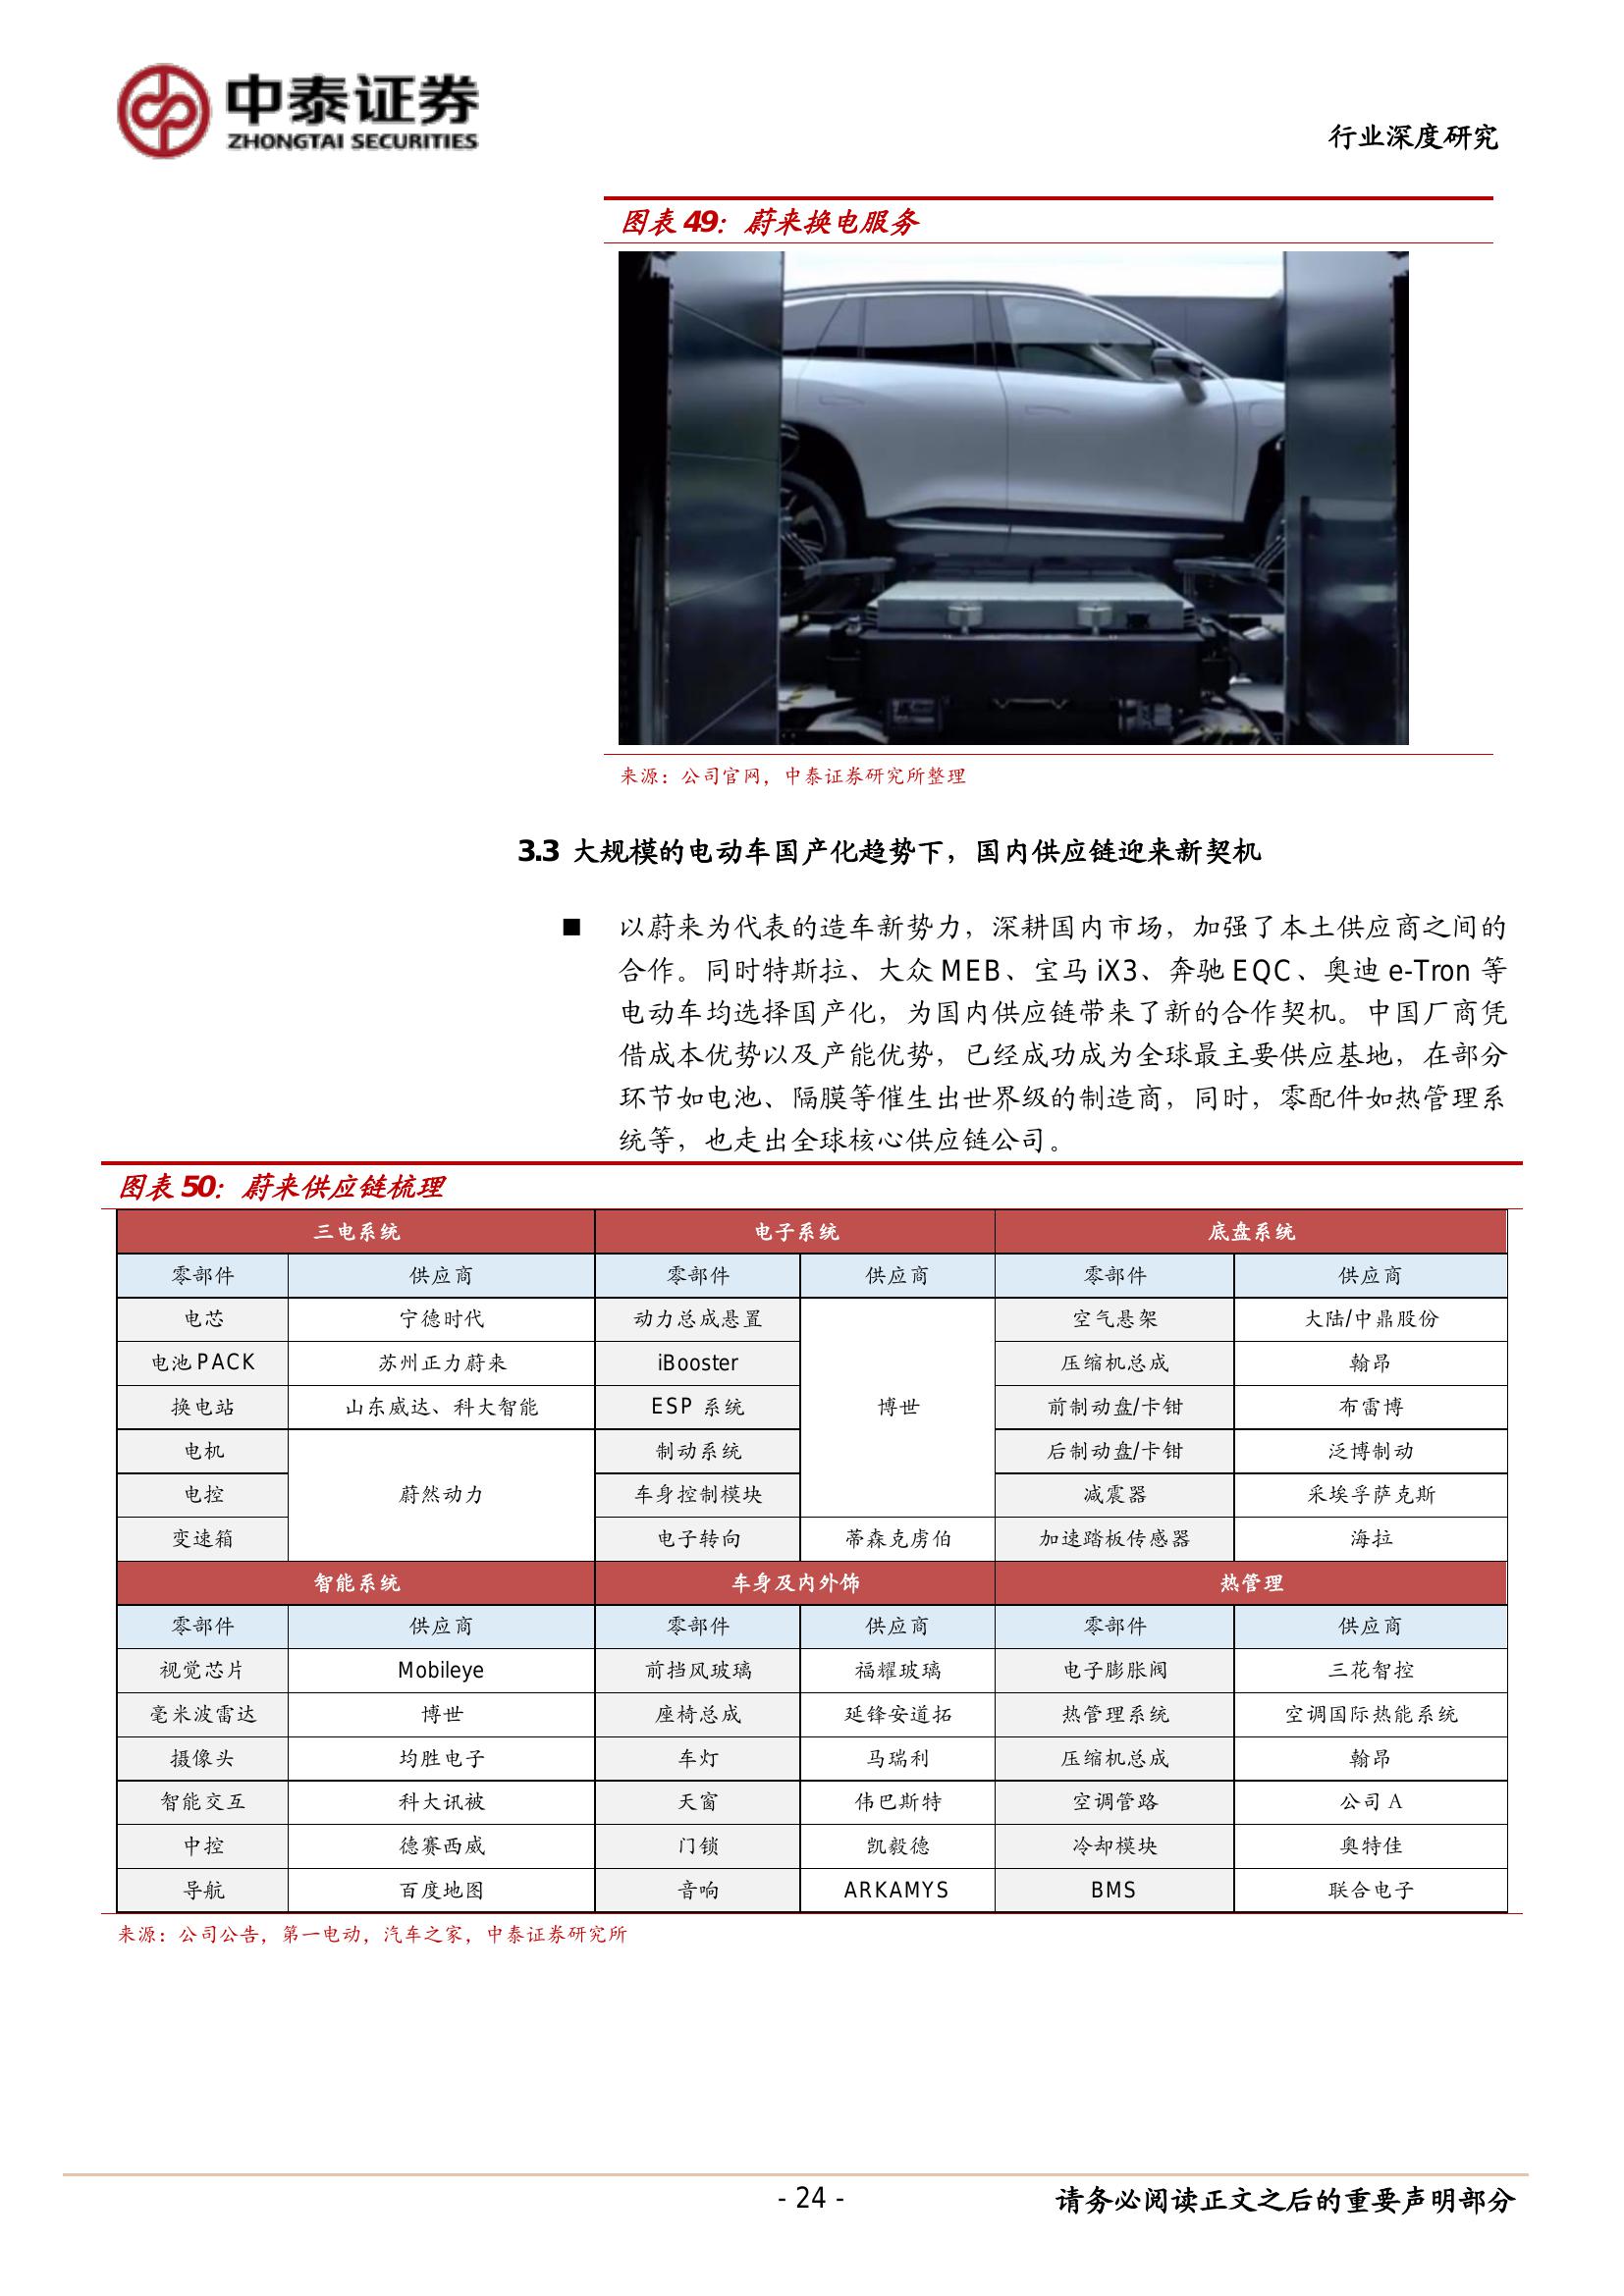 中泰证券
ZHONGTAI SECURITIES
行业深度研究
图表 49：蔚来换电服务
来源：公司官网，中泰证券研究所整理
3.3 大规模的电动车国产化趋势下，国内供应链迎来新契机
■ 以蔚来为代表的造车新势力，深耕国内市场，加强了本土供应商之间的
合作。同时特斯拉、大众 MEB、宝马 iX3、奔驰 EQC、奥迪 e-Tron 等
电动车均选择国产化，为国内供应链带来了新的合作契机。中国厂商凭
借成本优势以及产能优势，已经成功成为全球最主要供应基地，在部分
环节如电池、隔膜等催生出世界级的制造商，同时，零配件如热管理系
统等，也走出全球核心供应链公司。
图表 50：蔚来供应链梳理
三电系统 电子系统 底盘系统
零部件 供应商 零部件 供应商 零部件 供应商
电芯 宁德时代 动力总成悬置 空气悬架 大陆/中鼎股份
电池 PACK 苏州正力蔚来 iBooster 压缩机总成 翰昂
换电站 山东威达、科大智能 ESP 系统 博世 前制动盘/卡钳 布雷博
电机 制动系统 后制动盘/卡钳 泛博制动
电控 蔚然动力 车身控制模块 减震器 采埃孚萨克斯
变速箱 电子转向 蒂森克虏伯 加速踏板传感器 海拉
智能系统 车身及内外饰 热管理
零部件 供应商 零部件 供应商 零部件 供应商
视觉芯片 Mobileye 前挡风玻璃 福耀玻璃 电子膨胀阀 三花智控
毫米波雷达 博世 座椅总成 延锋安道拓 热管理系统 空调国际热能系统
摄像头 均胜电子 车灯 马瑞利 压缩机总成 翰昂
智能交互 科大讯被 天窗 伟巴斯特 空调管路 公司 A
中控 德赛西威 门锁 凯毅德 冷却模块 奥特佳
导航 百度地图 音响 ARKAMYS BMS 联合电子
来源：公司公告，第一电动，汽车之家，中泰证券研究所
- 24 -
请务必阅读正文之后的重要声明部分